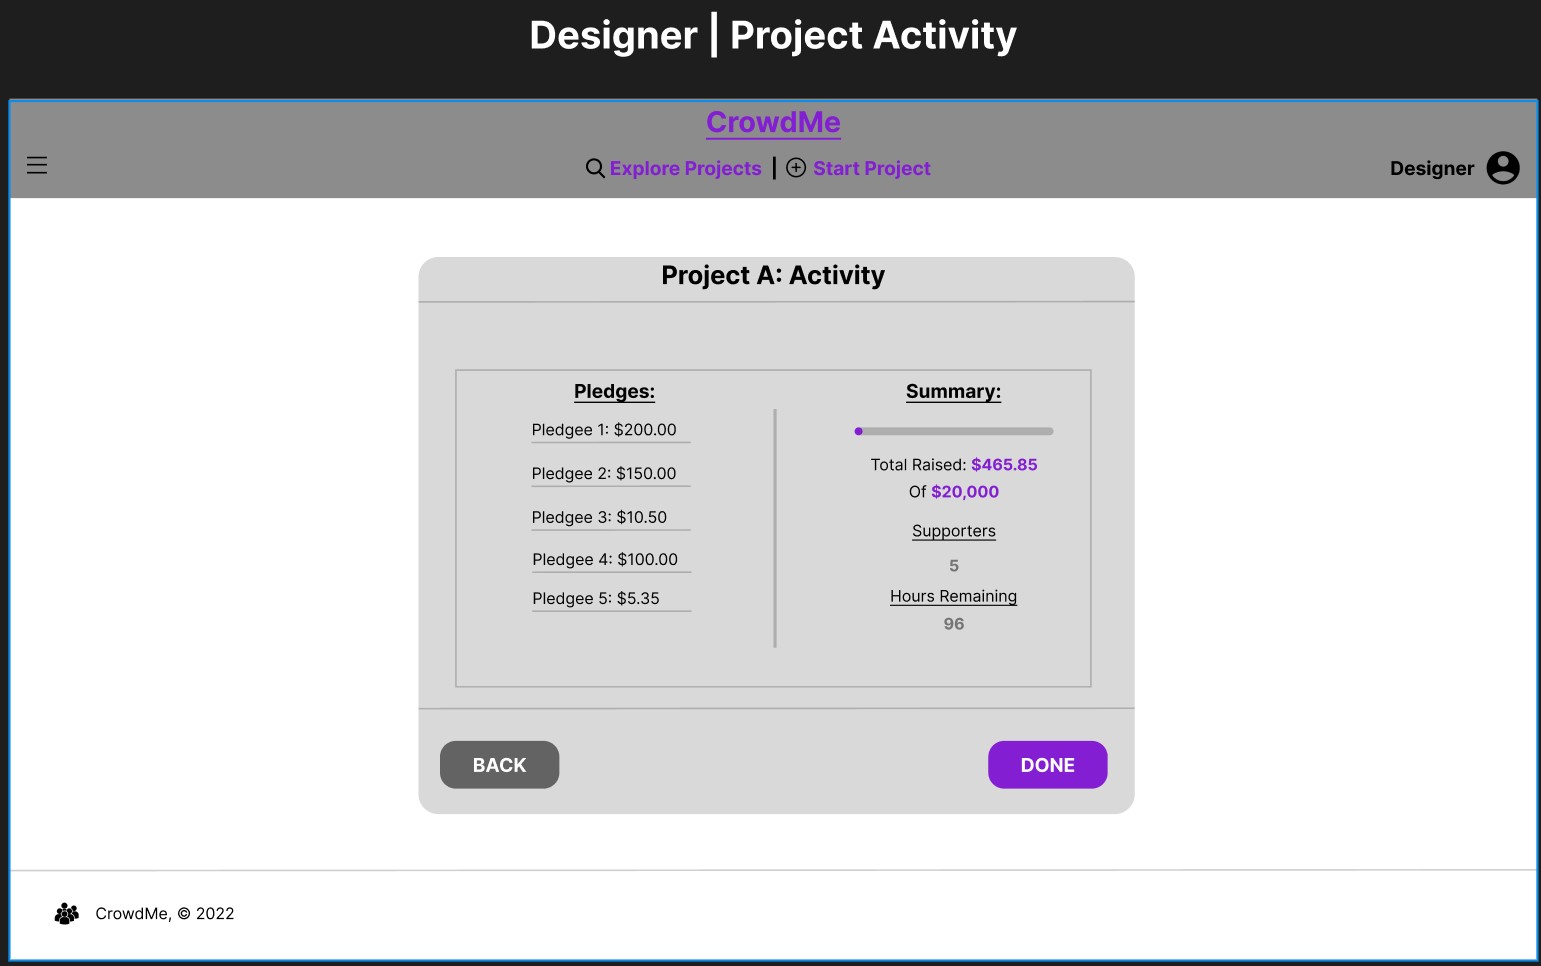 Designer | Project Activity
CrowdMe
Explore Projects | Start Project
Designer
Project A: Activity
Pledges:
Pledgee 1: $200.00
Pledgee 2: $150.00
Pledgee 3: $10.50
Pledgee 4: $100.00
Pledgee 5: $5.35
Summary:
Total Raised: $465.85
Of $20,000
Supporters
5
Hours Remaining
96
BACK
DONE
CrowdMe, © 2022